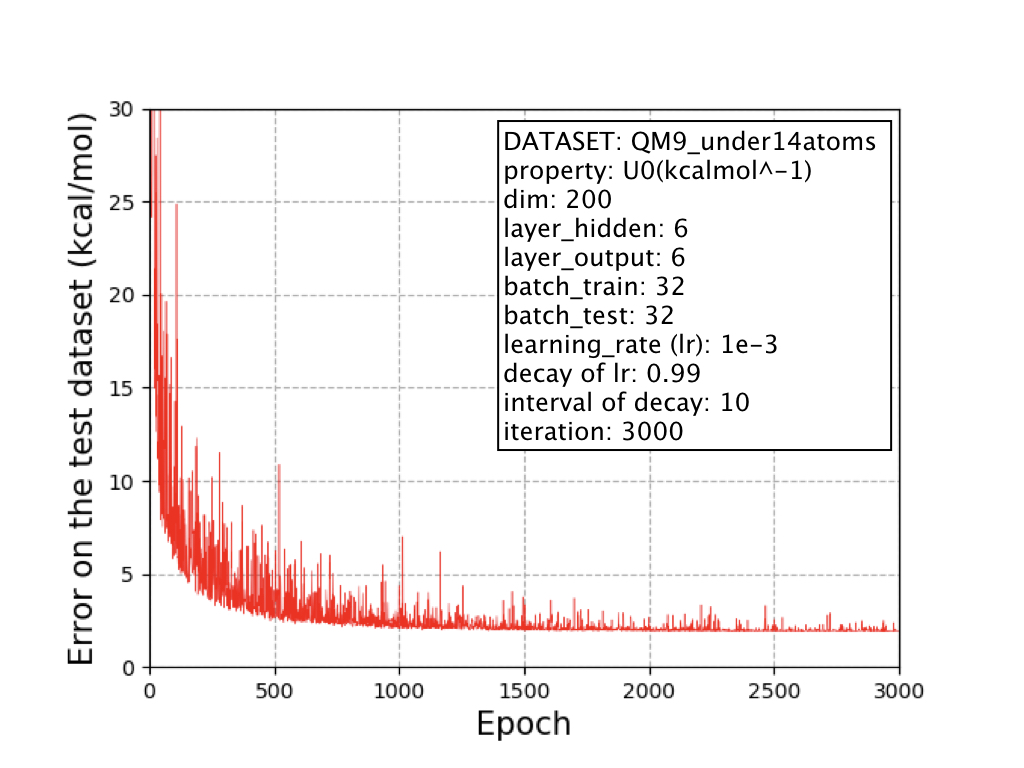 30
25
20
15
10
5
0
Error on the test dataset (kcal/mol)
DATASET: QM9_under14atoms
property: U0(kcalmol^-1)
dim: 200
layer_hidden: 6
layer_output: 6
batch_train: 32
batch_test: 32
learning_rate (lr): 1e-3
decay of lr: 0.99
interval of decay: 10
iteration: 3000
0 500 1000 1500 2000 2500 3000
Epoch